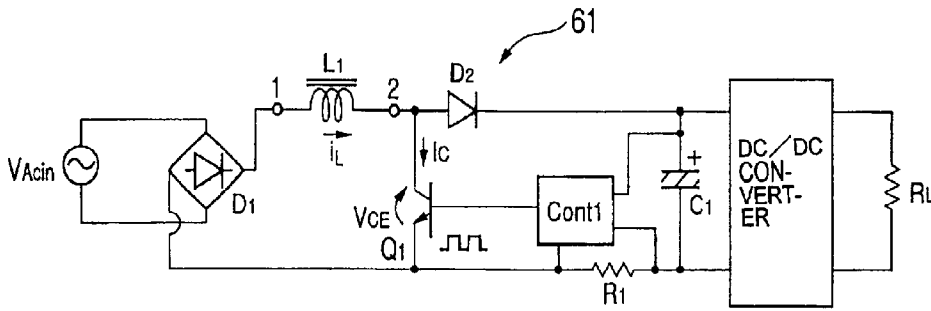 61
L1
D2
1
2
iL
IC
VAcin
D1
VCE
Q1
Cont1
+
C1
R1
DC/DC
CON-
VERT-
ER
RL